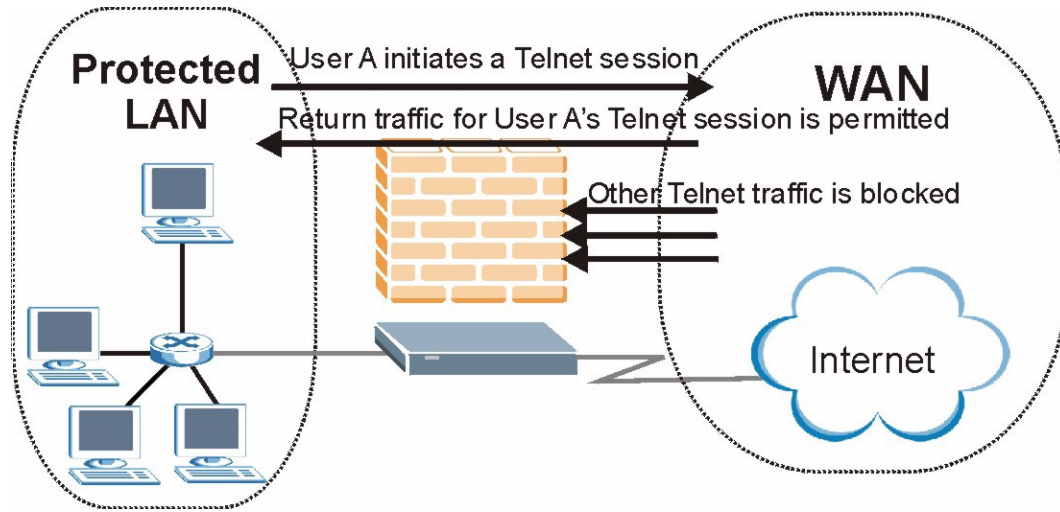 Protected
LAN
User A initiates a Telnet session
WAN
Return traffic for User A's Telnet session is permitted
Other Telnet traffic is blocked
Internet